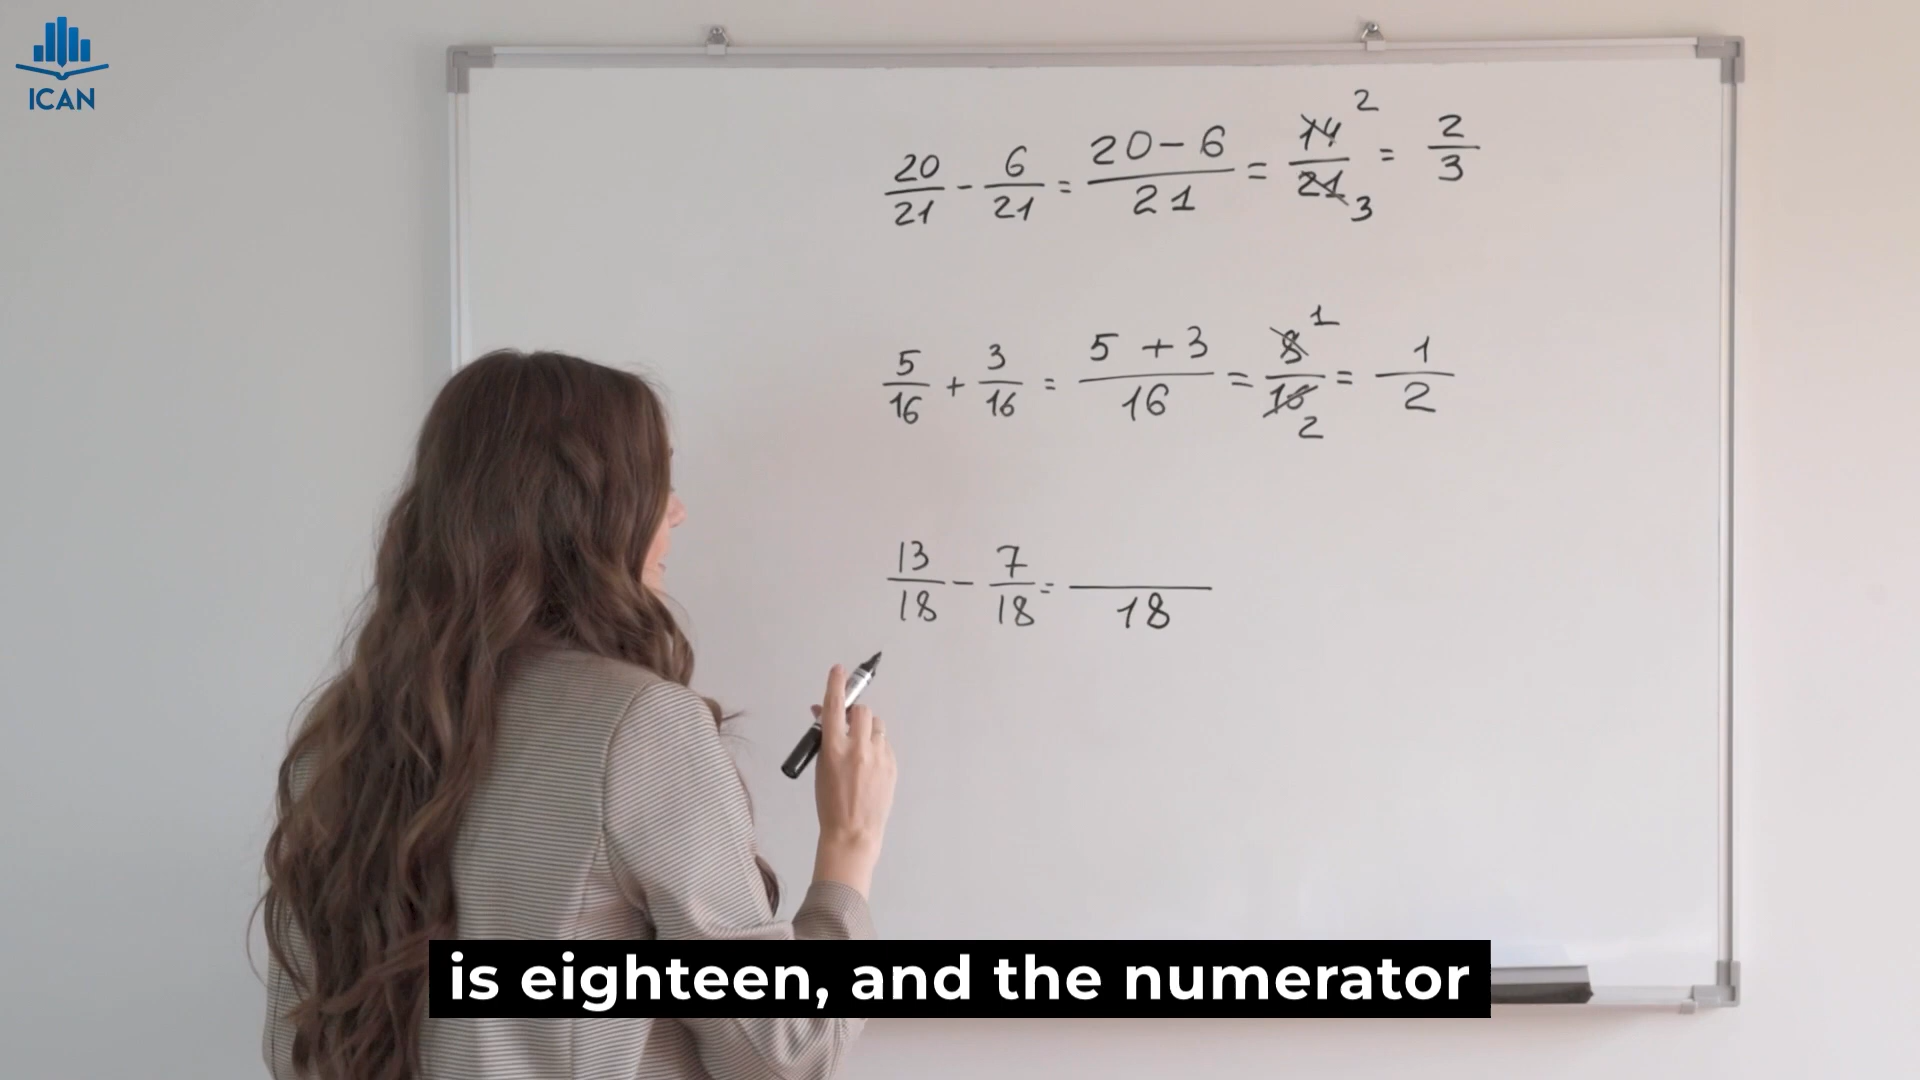 ICAN
20/21 - 6/21 = 20-6/21 = 14/21 2 3 = 2/3
5/16 + 3/16 = 5+3/16 = 8/16 1 2 = 1/2
13/18 - 7/18 = /18
is eighteen, and the numerator